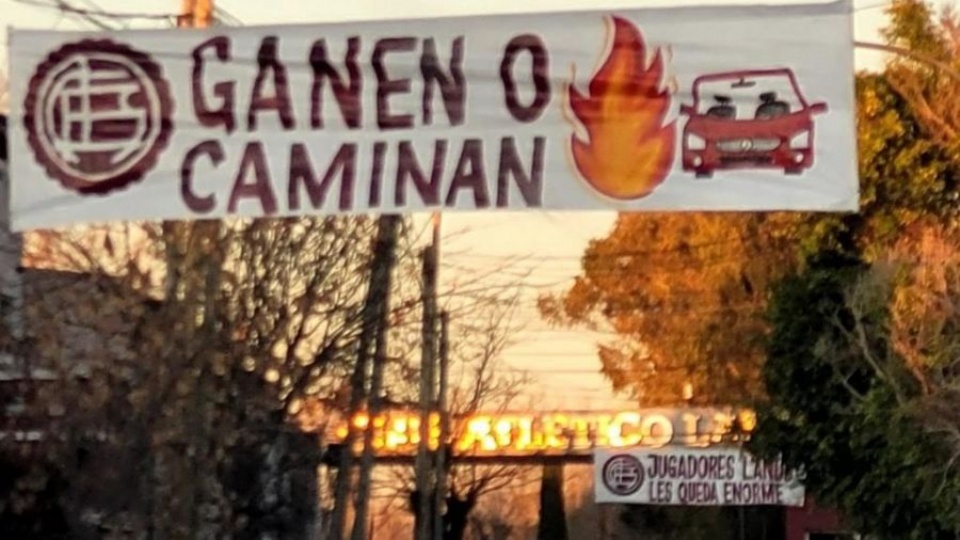 GANEN O
CAMINAN
ATLETICO
JUGADORES
LES QUEDA ENORME